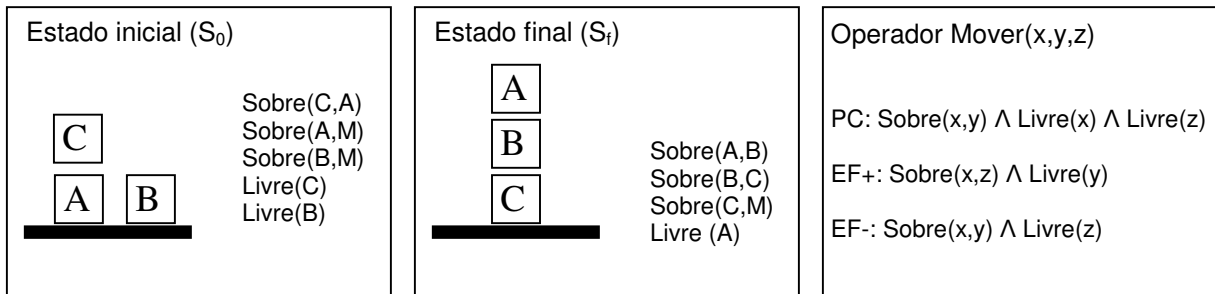 Estado inicial (S₀)
C
A B
Sobre(C,A)
Sobre(A,M)
Sobre(B,M)
Livre(C)
Livre(B)
Estado final (Sf)
A
B
C
Sobre(A,B)
Sobre(B,C)
Sobre(C,M)
Livre (A)
Operador Mover(x,y,z)
PC: Sobre(x,y) Λ Livre(x) Λ Livre(z)
EF+: Sobre(x,z) Λ Livre(y)
EF-: Sobre(x,y) Λ Livre(z)